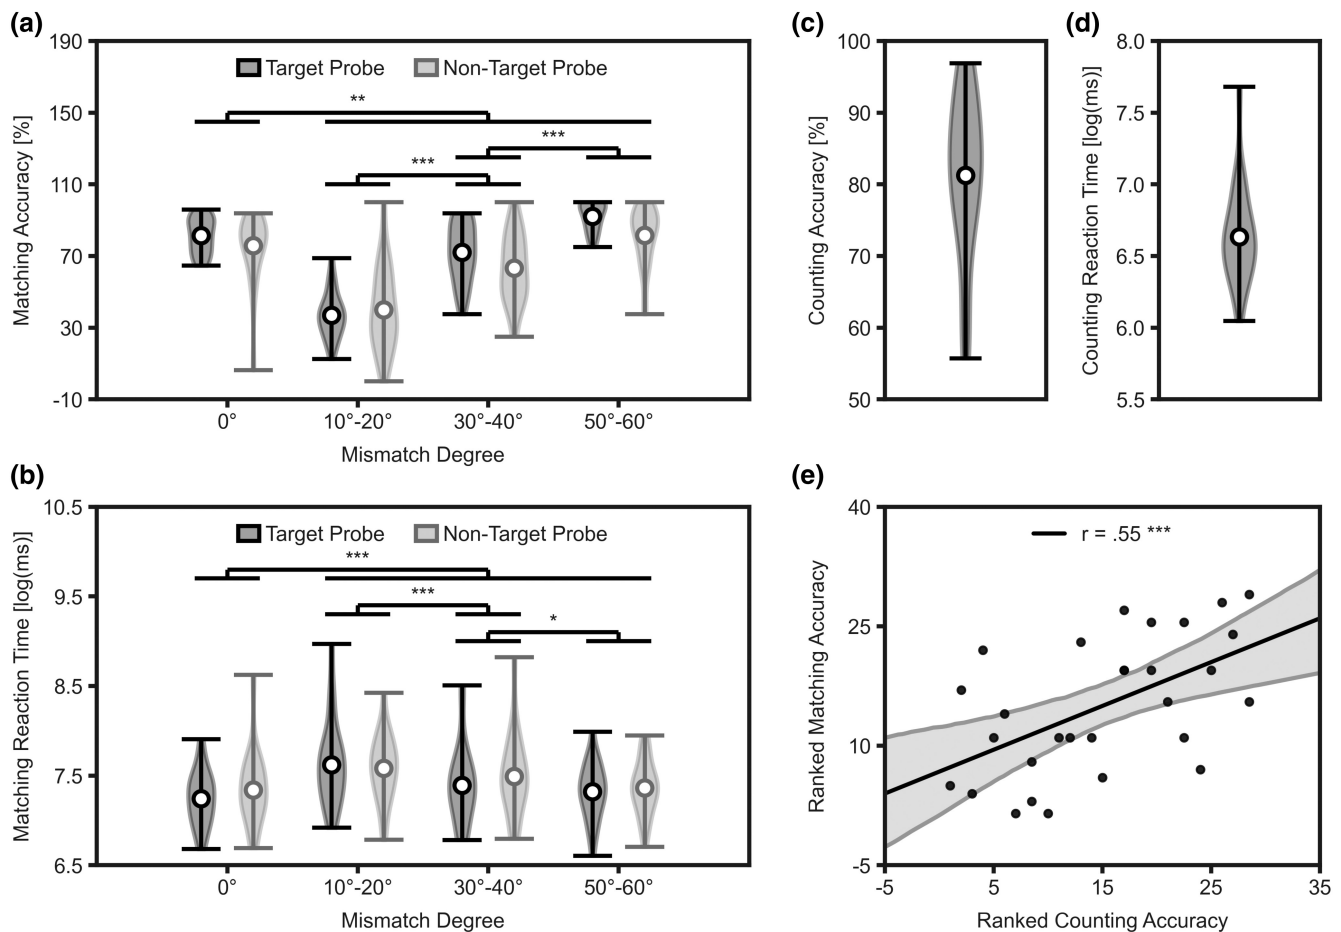 (a)
190
150
110
70
30
-10
Matching Accuracy [%]
Target Probe
Non-Target Probe
**
***
***
0°
10°-20°
30°-40°
50°-60°
Mismatch Degree
(c)
100
90
80
70
60
50
Counting Accuracy [%]
(d)
8.0
7.5
7.0
6.5
6.0
5.5
Counting Reaction Time [log(ms)]
(b)
10.5
9.5
8.5
7.5
6.5
Matching Reaction Time [log(ms)]
Target Probe
Non-Target Probe
***
***
*
0°
10°-20°
30°-40°
50°-60°
Mismatch Degree
(e)
40
25
10
-5
Ranked Matching Accuracy
r = .55 ***
-5
5
15
25
35
Ranked Counting Accuracy